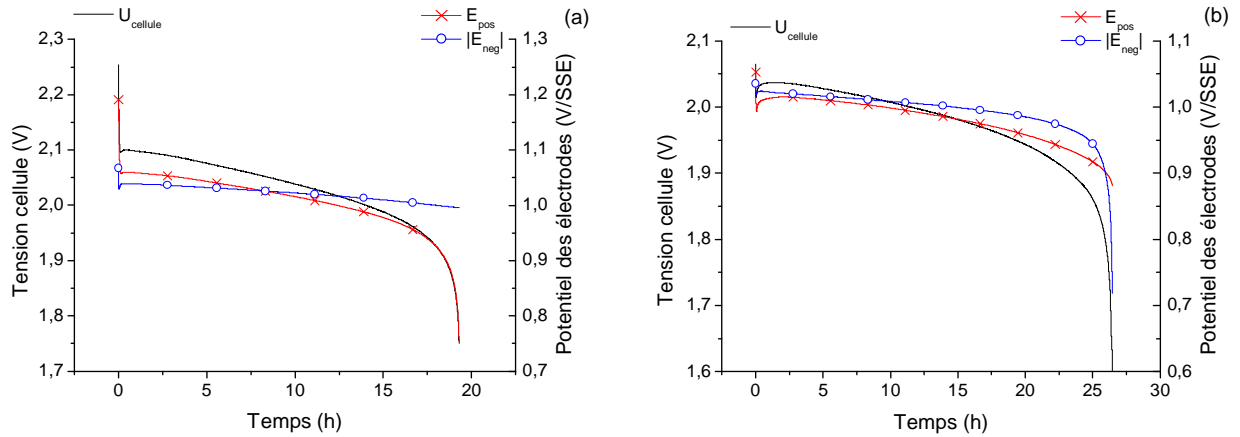 U_cellule
E_pos
|E_neg|
(a)
2,3
2,2
2,1
2,0
1,9
1,8
1,7
Tension cellule (V)
1,3
1,2
1,1
1,0
0,9
0,8
0,7
Potentiel des électrodes (V/SSE)
0 5 10 15 20
Temps (h)
U_cellule
E_pos
|E_neg|
(b)
2,1
2,0
1,9
1,8
1,7
1,6
Tension cellule (V)
1,1
1,0
0,9
0,8
0,7
0,6
Potentiel des électrodes (V/SSE)
0 5 10 15 20 25 30
Temps (h)